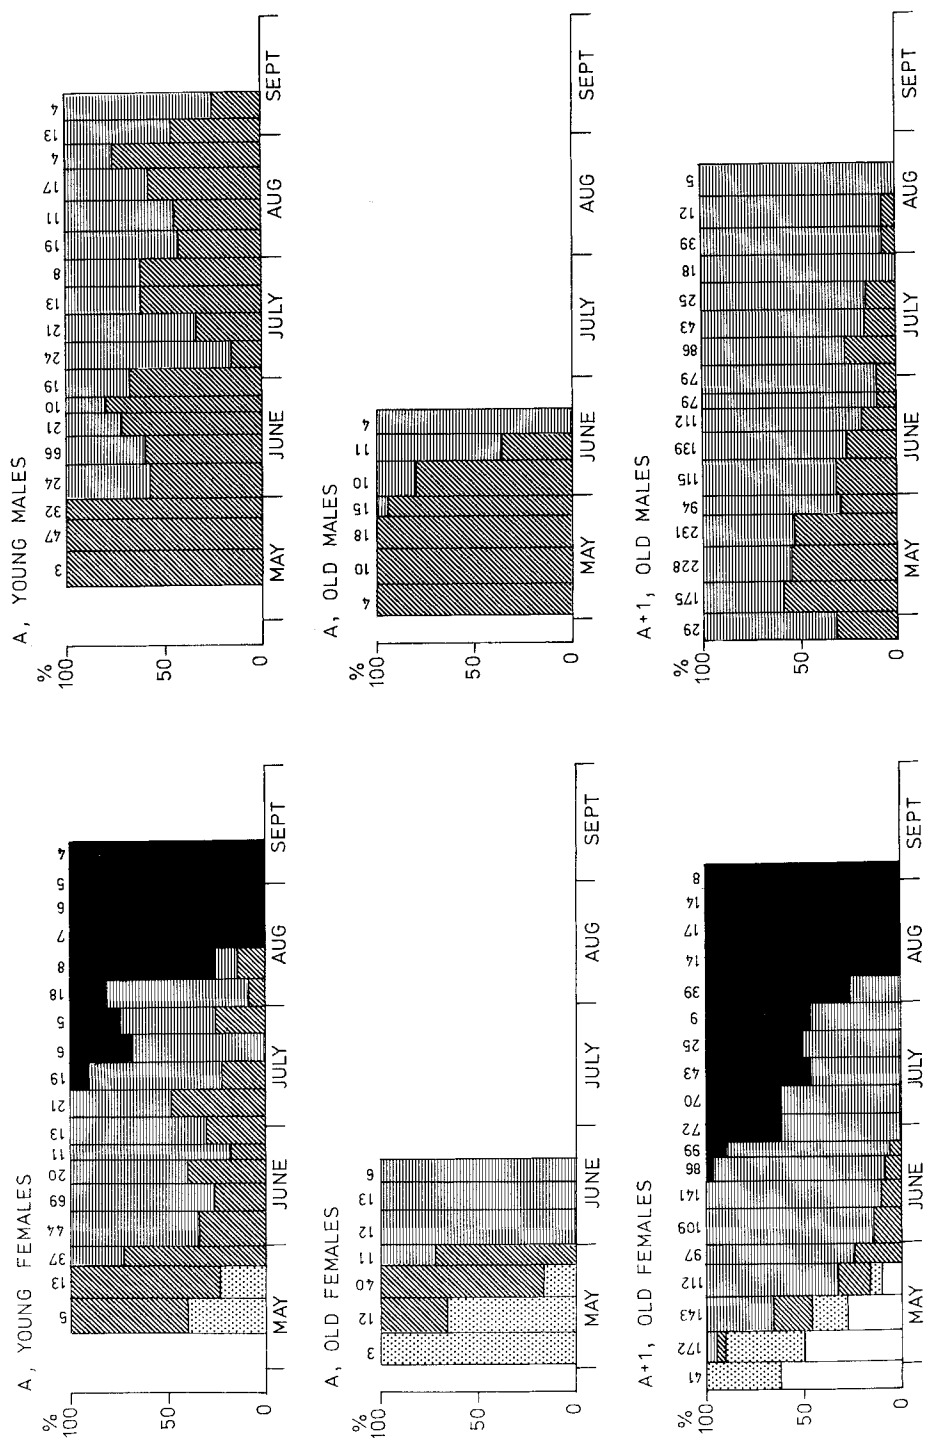 A, YOUNG FEMALES
%
100
50
0
5 13 37 44 69 20 11 13 21 19 6 5 18 8 7 6 5 4
MAY JUNE JULY AUG SEPT
A, YOUNG MALES
%
100
50
0
3 47 32 24 66 21 10 19 24 21 13 8 19 11 17 4 13 4
MAY JUNE JULY AUG SEPT
A, OLD FEMALES
%
100
50
0
3 12 40 11 12 13 6
MAY JUNE JULY AUG SEPT
A, OLD MALES
%
100
50
0
4 10 18 15 10 11 4
MAY JUNE JULY AUG SEPT
A+1, OLD FEMALES
%
100
50
0
41 172 143 112 97 109 141 86 99 72 70 43 25 9 39 14 17 14 8
MAY JUNE JULY AUG SEPT
A+1, OLD MALES
%
100
50
0
29 175 228 231 94 115 139 112 79 79 86 43 25 18 39 12 5
MAY JUNE JULY AUG SEPT